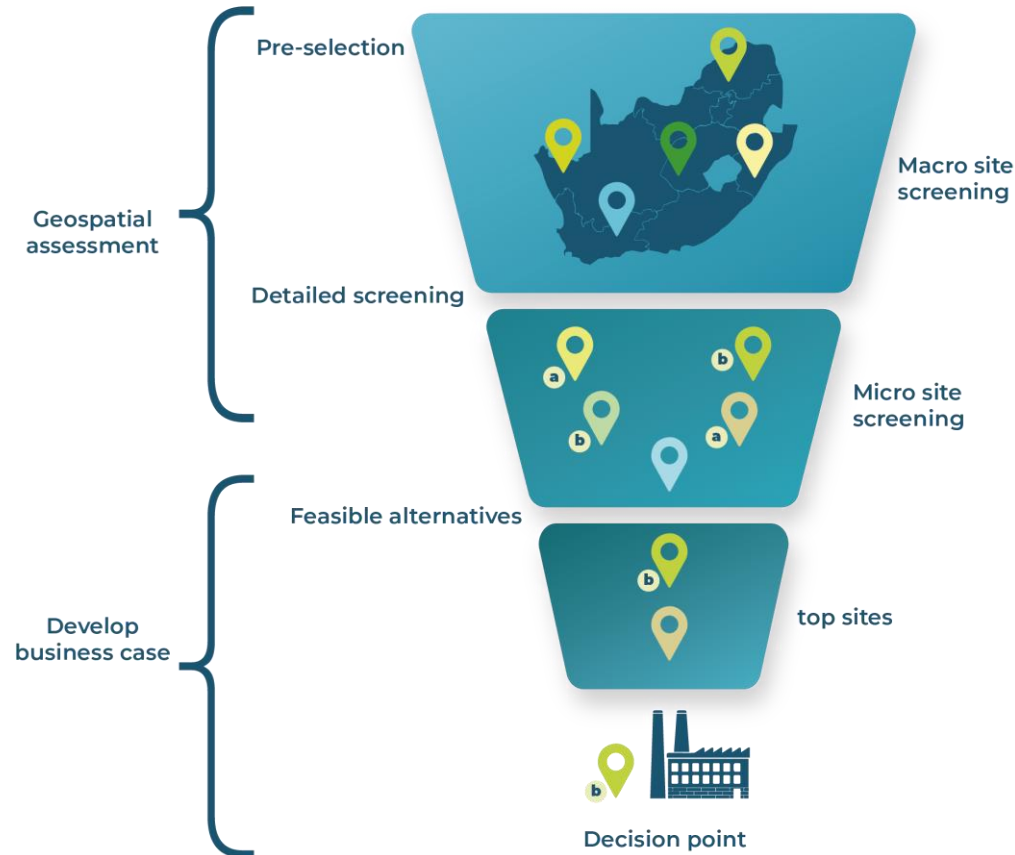 Pre-selection
Macro site
screening
Geospatial
assessment
Detailed screening
a
b
b
a
Micro site
screening
Feasible alternatives
b
top sites
Develop
business case
b
Decision point